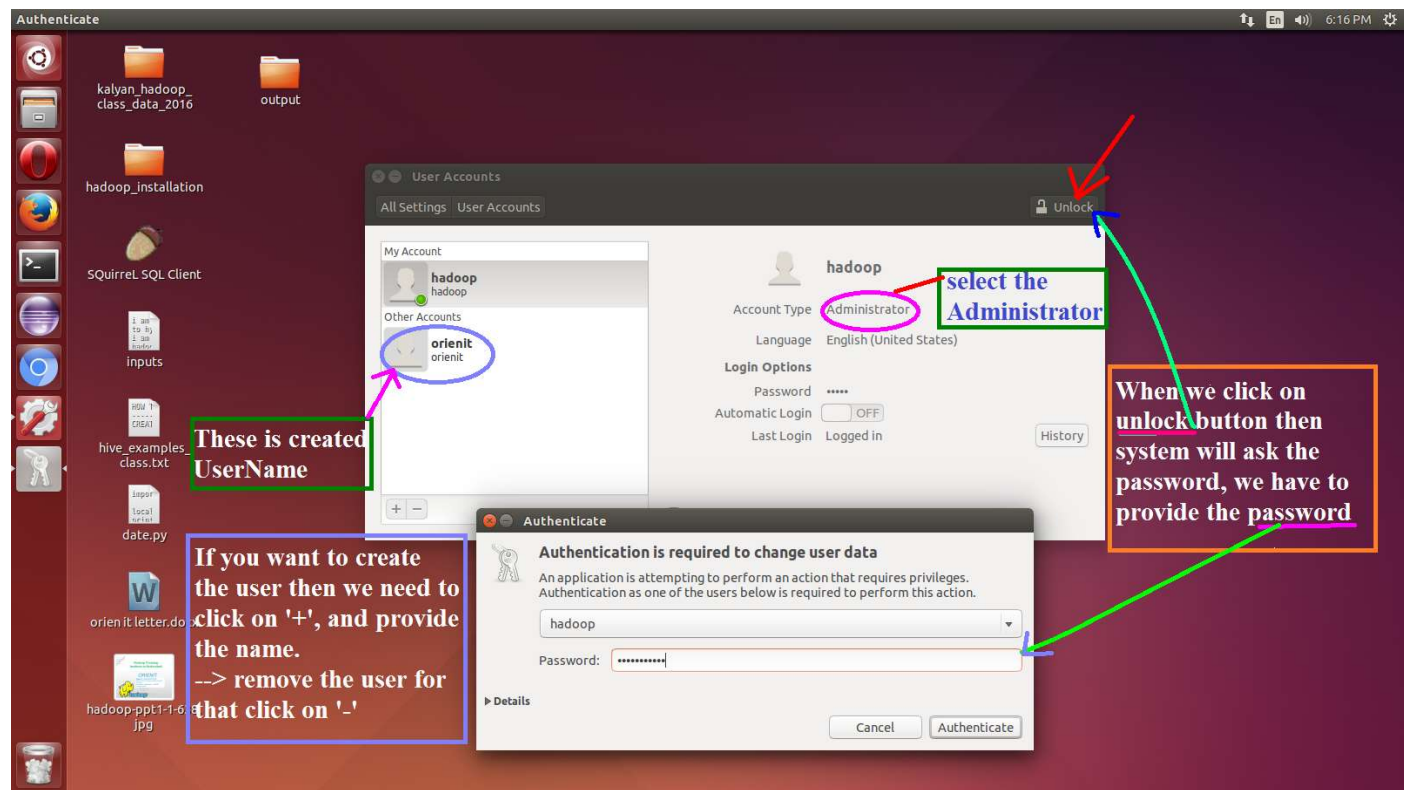 Authenticate
En
6:16 PM
kalyan_hadoop_
class_data_2016
output
hadoop_installation
SQuirreL SQL Client
inputs
hive_examples_
class.txt
date.py
orien it letter.do
hadoop-ppt1-1-6
jpg
User Accounts
All Settings User Accounts
Unlock
My Account
hadoop
hadoop
Other Accounts
orienit
orienit
+ −
hadoop
Account Type Administrator
Language English (United States)
Login Options
Password •••••
Automatic Login OFF
Last Login Logged in
History
select the
Administrator
These is created
UserName
If you want to create
the user then we need to
click on '+', and provide
the name.
--> remove the user for
that click on '-'
When we click on
unlock button then
system will ask the
password, we have to
provide the password
Authenticate
Authentication is required to change user data
An application is attempting to perform an action that requires privileges.
Authentication as one of the users below is required to perform this action.
hadoop
Password: •••••••••••
Details
Cancel Authenticate